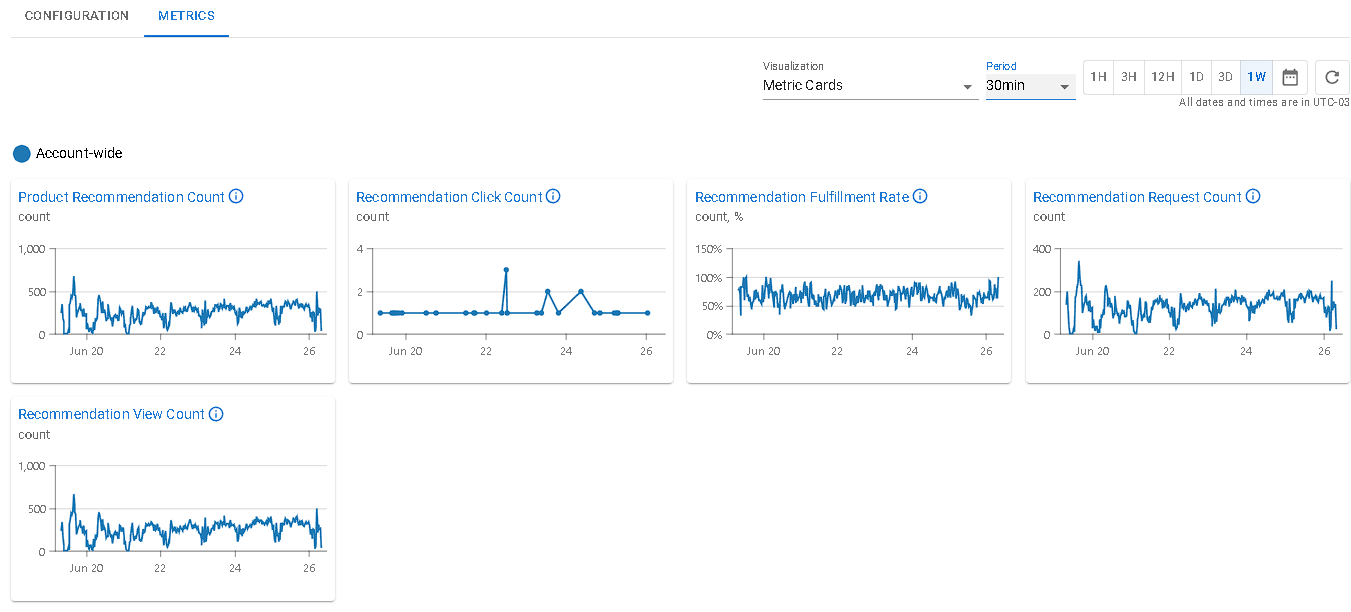 CONFIGURATION METRICS
Visualization Period
Metric Cards 30min 1H 3H 12H 1D 3D 1W
All dates and times are in UTC-03
Account-wide
Product Recommendation Count
count
1,000
500
0
Jun 20 22 24 26
Recommendation Click Count
count
4
2
0
Jun 20 22 24 26
Recommendation Fulfillment Rate
count, %
150%
100%
50%
0%
Jun 20 22 24 26
Recommendation Request Count
count
400
200
0
Jun 20 22 24 26
Recommendation View Count
count
1,000
500
0
Jun 20 22 24 26